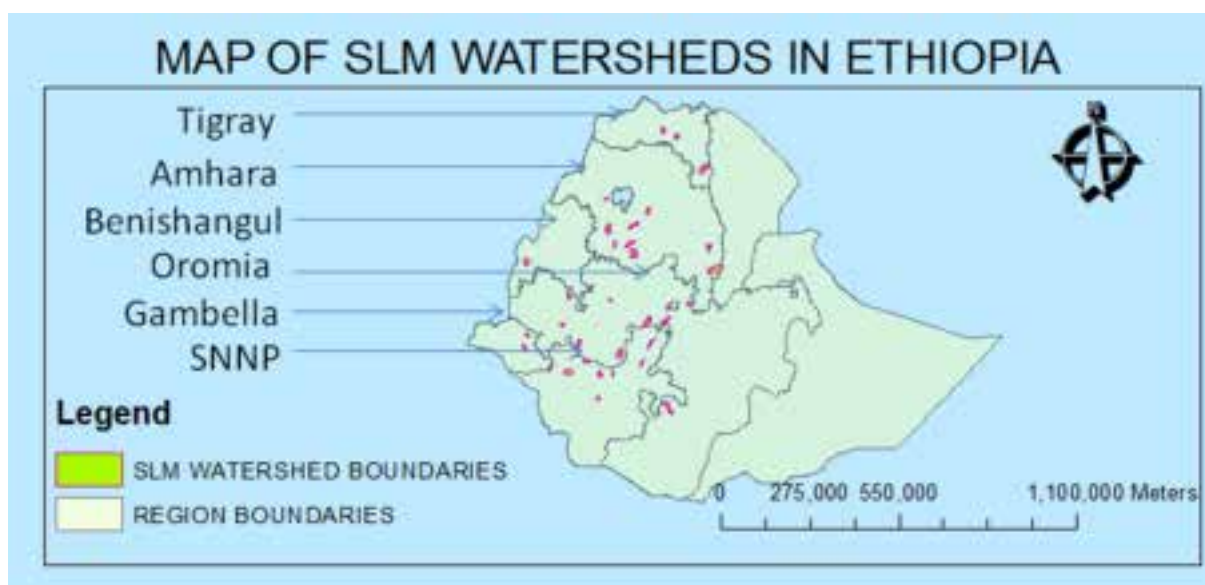 MAP OF SLM WATERSHEDS IN ETHIOPIA
Tigray
Amhara
Benishangul
Oromia
Gambella
SNNP
Legend
SLM WATERSHED BOUNDARIES
REGION BOUNDARIES
0 275,000 550,000 1,100,000 Meters